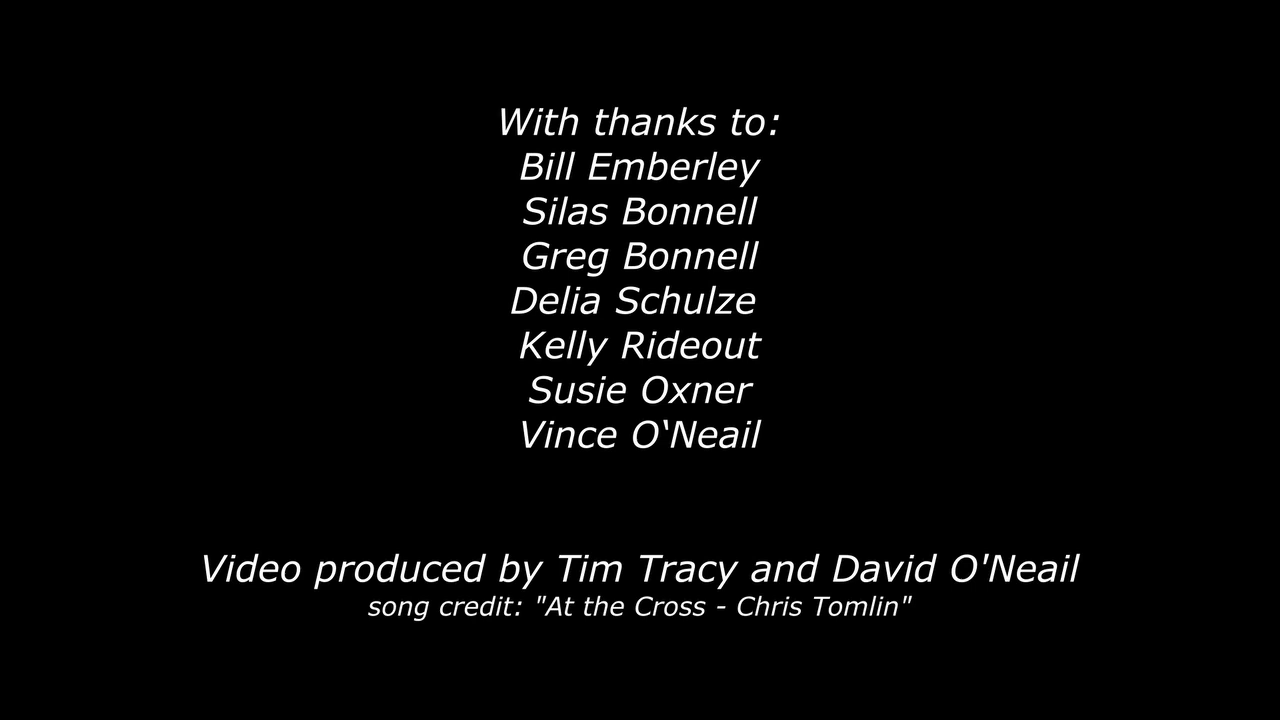 With thanks to:
Bill Emberley
Silas Bonnell
Greg Bonnell
Delia Schulze
Kelly Rideout
Susie Oxner
Vince O‘Neail
Video produced by Tim Tracy and David O'Neail
song credit: "At the Cross - Chris Tomlin"